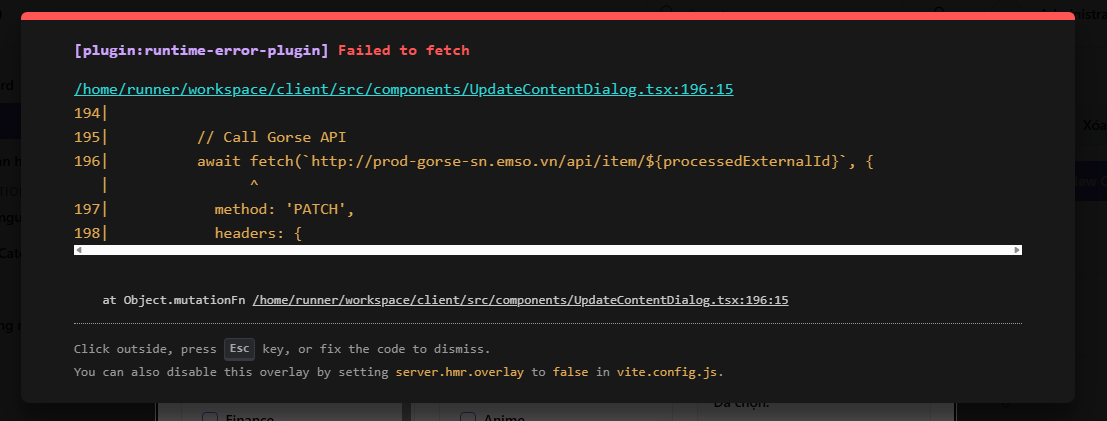 [plugin:runtime-error-plugin] Failed to fetch
/home/runner/workspace/client/src/components/UpdateContentDialog.tsx:196:15
194|
195| // Call Gorse API
196| await fetch(`http://prod-gorse-sn.emso.vn/api/item/${processedExternalId}`, {
| ^
197| method: 'PATCH',
198| headers: {
at Object.mutationFn /home/runner/workspace/client/src/components/UpdateContentDialog.tsx:196:15
Click outside, press Esc key, or fix the code to dismiss.
You can also disable this overlay by setting server.hmr.overlay to false in vite.config.js.
Xóa
Finance
Anime
Đã chọn: